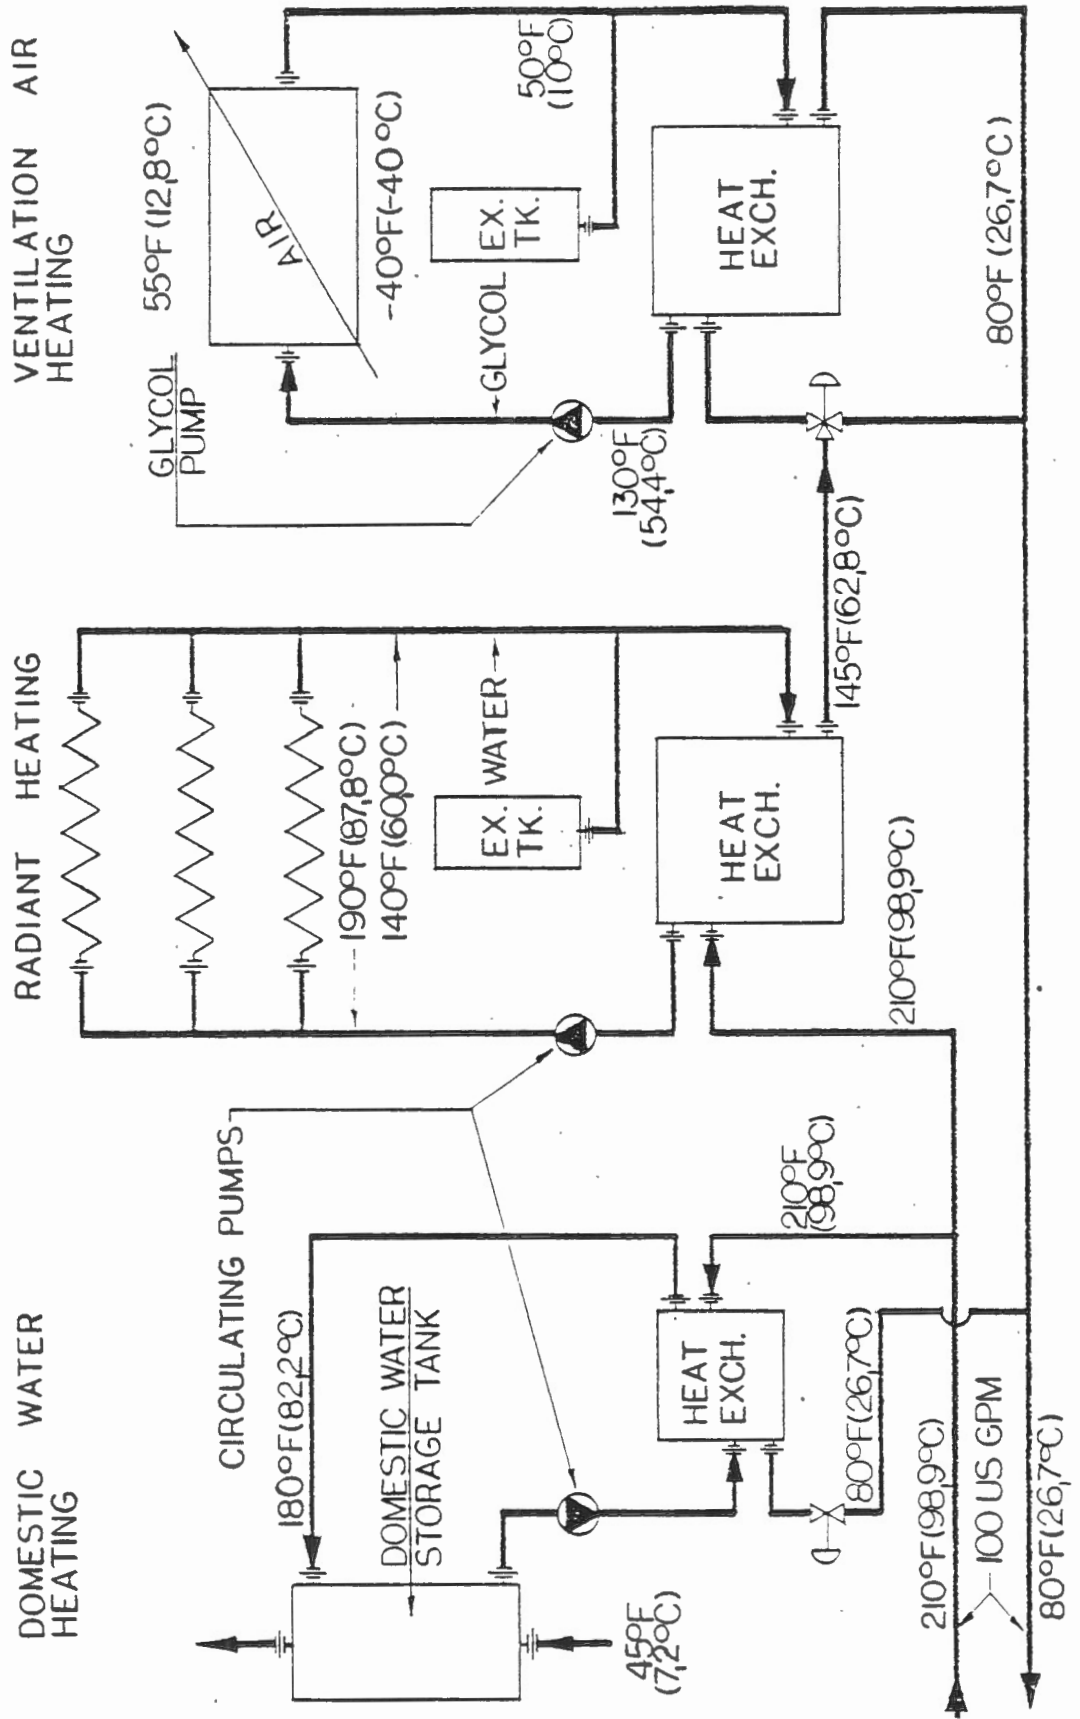 DOMESTIC WATER
HEATING
RADIANT HEATING
VENTILATION AIR
HEATING
CIRCULATING PUMPS
180°F(82,2°C)
DOMESTIC WATER
STORAGE TANK
45°F
(7,2°C)
HEAT
EXCH.
210°F
(98,9°C)
80°F(26,7°C)
210°F(98,9°C)
100 US GPM
80°F(26,7°C)
190°F(87,8°C)
140°F(60,0°C)
WATER
EX.
TK.
HEAT
EXCH.
210°F(98,9°C)
145°F(62,8°C)
GLYCOL
PUMP
55°F(12,8°C)
AIR
-40°F(-40°C)
GLYCOL
EX.
TK.
50°F
(10°C)
130°F
(54,4°C)
HEAT
EXCH.
80°F(26,7°C)